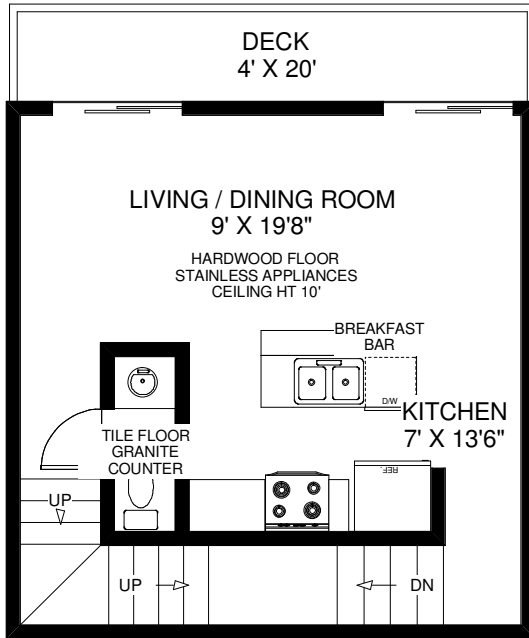 DECK
4' X 20'
LIVING / DINING ROOM
9' X 19'8"
HARDWOOD FLOOR
STAINLESS APPLIANCES
CEILING HT 10'
BREAKFAST
BAR
D/W
KITCHEN
7' X 13'6"
TILE FLOOR
GRANITE
COUNTER
REF.
UP
UP
DN